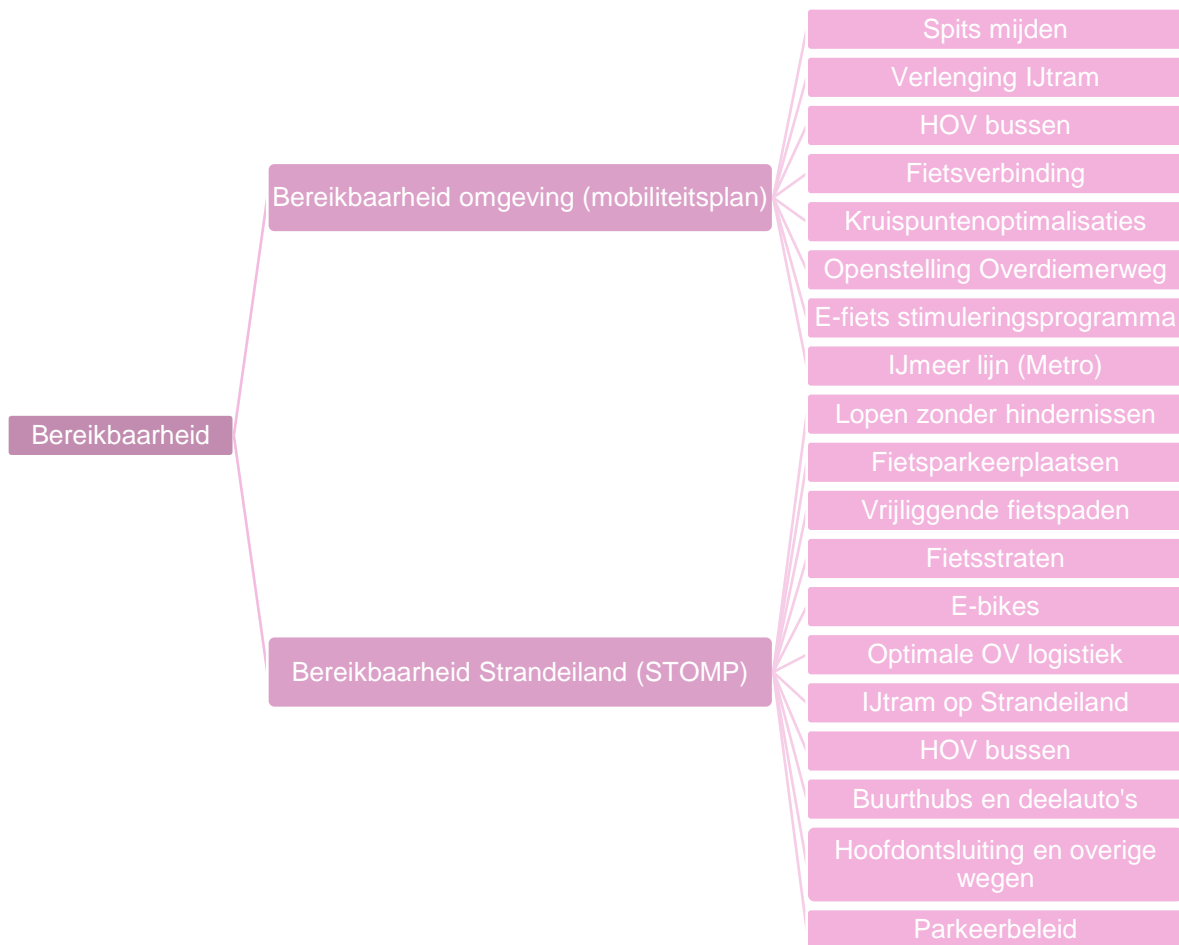 Bereikbaarheid
Bereikbaarheid omgeving (mobiliteitsplan)
Spits mijden
Verlenging IJtram
HOV bussen
Fietsverbinding
Kruispuntenoptimalisaties
Openstelling Overdiemerweg
E-fiets stimuleringsprogramma
IJmeer lijn (Metro)
Bereikbaarheid Strandeiland (STOMP)
Lopen zonder hindernissen
Fietsparkeerplaatsen
Vrijliggende fietspaden
Fietsstraten
E-bikes
Optimale OV logistiek
IJtram op Strandeiland
HOV bussen
Buurthubs en deelauto's
Hoofdontsluiting en overige
wegen
Parkeerbeleid